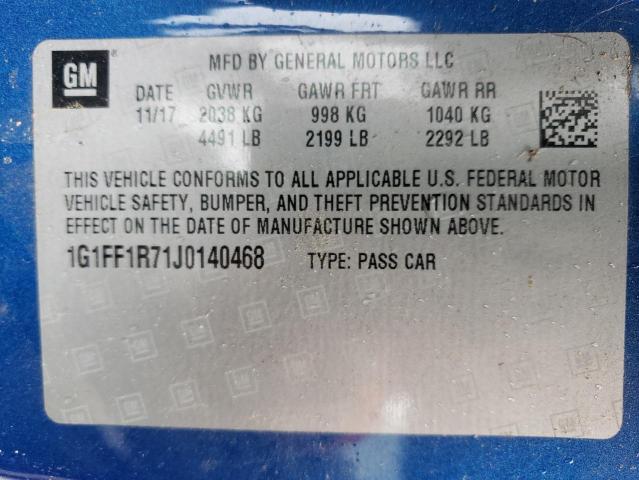 GM®
MFD BY GENERAL MOTORS LLC
DATE GVWR GAWR FRT GAWR RR
11/17 2038 KG 998 KG 1040 KG
4491 LB 2199 LB 2292 LB
THIS VEHICLE CONFORMS TO ALL APPLICABLE U.S. FEDERAL MOTOR
VEHICLE SAFETY, BUMPER, AND THEFT PREVENTION STANDARDS IN
EFFECT ON THE DATE OF MANUFACTURE SHOWN ABOVE.
1G1FF1R71J0140468 TYPE: PASS CAR